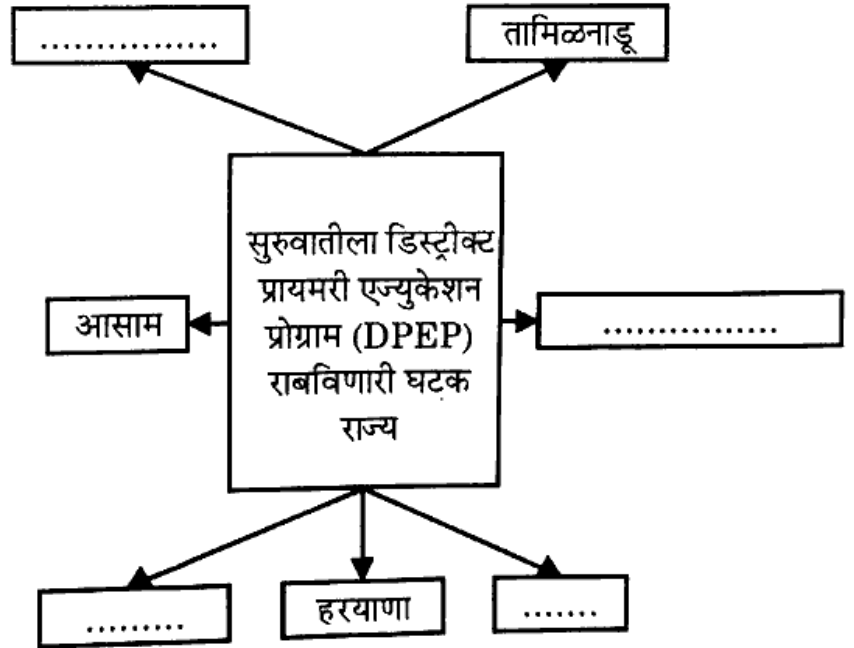 .................
तामिळनाडू
सुरुवातीला डिस्ट्रीक्ट
प्रायमरी एज्युकेशन
प्रोग्राम (DPEP)
राबविणारी घटक
राज्य
आसाम
.................
.........
हरयाणा
.......